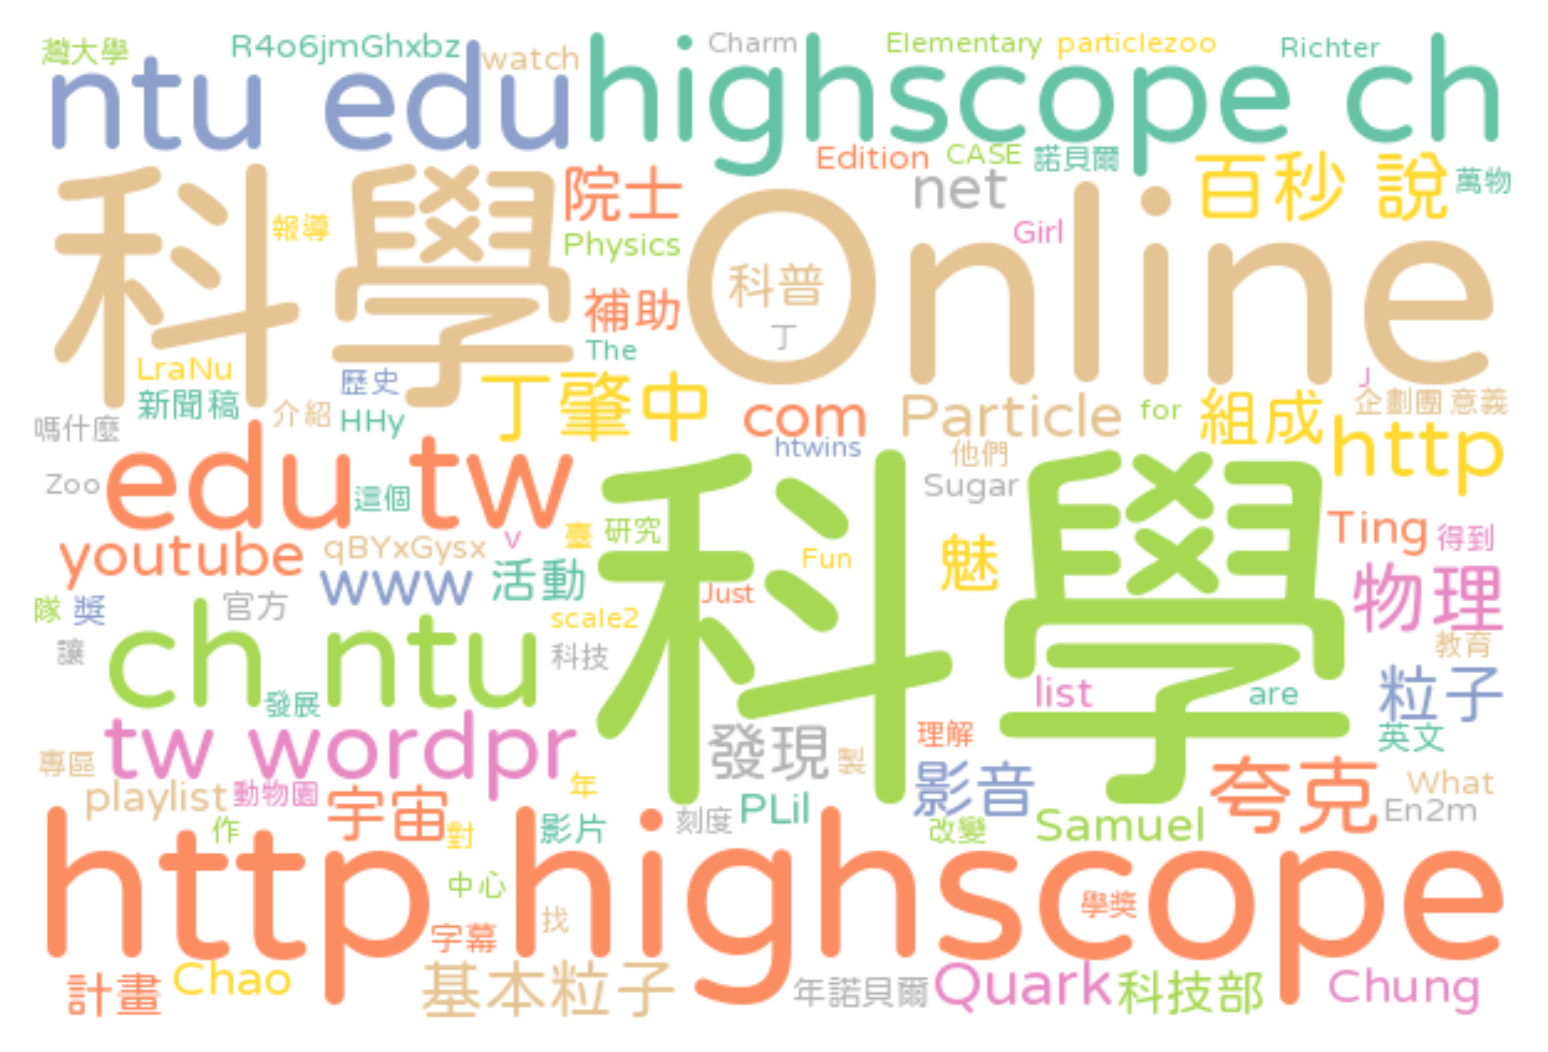 灣大學 R4o6jmGhxbz watch Charm Elementary particlezoo Richter
ntu edu highscope ch
Edition CASE 諾貝爾
院士 net 百秒 說 萬物
科學 Online
報導 Physics Girl
科普
補助 丁
The
LraNu 歷史 J
新聞稿 介紹 HHy 丁肇中 com Particle for 組成 企劃團 意義
嗎什麼 htwins 他們 http
Zoo edu tw 這個 Sugar
科學
youtube qBYxGysx v 臺 研究 Fun 魅 Ting 得到
www 活動 Just 物理
隊 獎 官方 scale2
讓 ch ntu 科技 教育
發展 list are 粒子
tw wordpr 發現 製 理解 英文
專區 影音 夸克 What
playlist 動物園 宇宙 年 刻度 PLil Samuel En2m
作 對 影片 改變
http highscope
中心 學獎
字幕 找
計畫 Chao 基本粒子 年諾貝爾 Quark 科技部 Chung